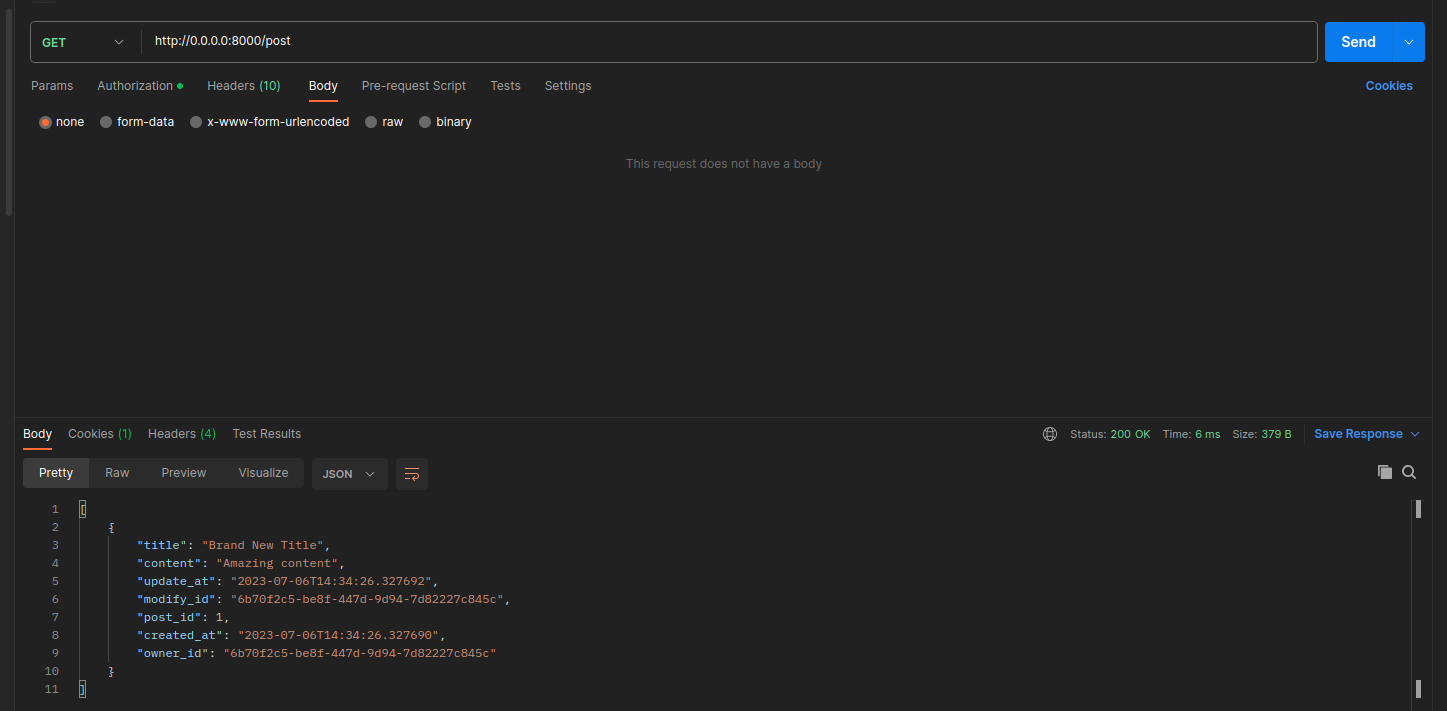 GET http://0.0.0.0:8000/post Send
Params Authorization Headers (10) Body Pre-request Script Tests Settings Cookies
none form-data x-www-form-urlencoded raw binary
This request does not have a body
Body Cookies (1) Headers (4) Test Results Status: 200 OK Time: 6 ms Size: 379 B Save Response
Pretty Raw Preview Visualize JSON
1 [
2 {
3 "title": "Brand New Title",
4 "content": "Amazing content",
5 "update_at": "2023-07-06T14:34:26.327692",
6 "modify_id": "6b70f2c5-be8f-447d-9d94-7d82227c845c",
7 "post_id": 1,
8 "created_at": "2023-07-06T14:34:26.327690",
9 "owner_id": "6b70f2c5-be8f-447d-9d94-7d82227c845c"
10 }
11 ]